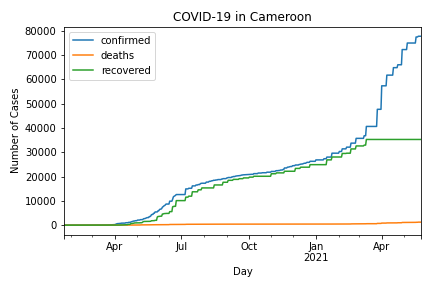 COVID-19 in Cameroon
confirmed
deaths
recovered
80000
70000
60000
50000
40000
30000
20000
10000
0
Number of Cases
Apr
Jul
Oct
Jan
2021
Apr
Day